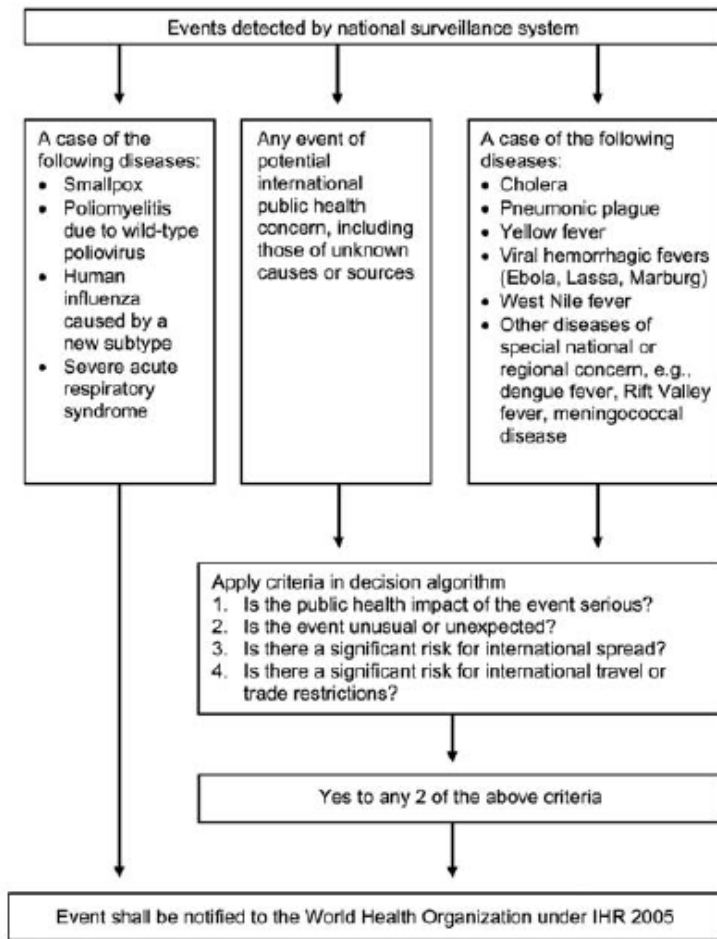 Events detected by national surveillance system
A case of the
following diseases:
• Smallpox
• Poliomyelitis
due to wild-type
poliovirus
• Human
influenza
caused by a
new subtype
• Severe acute
respiratory
syndrome
Any event of
potential
international
public health
concern, including
those of unknown
causes or sources
A case of the following
diseases:
• Cholera
• Pneumonic plague
• Yellow fever
• Viral hemorrhagic fevers
(Ebola, Lassa, Marburg)
• West Nile fever
• Other diseases of
special national or
regional concern, e.g.,
dengue fever, Rift Valley
fever, meningococcal
disease
Apply criteria in decision algorithm
1. Is the public health impact of the event serious?
2. Is the event unusual or unexpected?
3. Is there a significant risk for international spread?
4. Is there a significant risk for international travel or
trade restrictions?
Yes to any 2 of the above criteria
Event shall be notified to the World Health Organization under IHR 2005